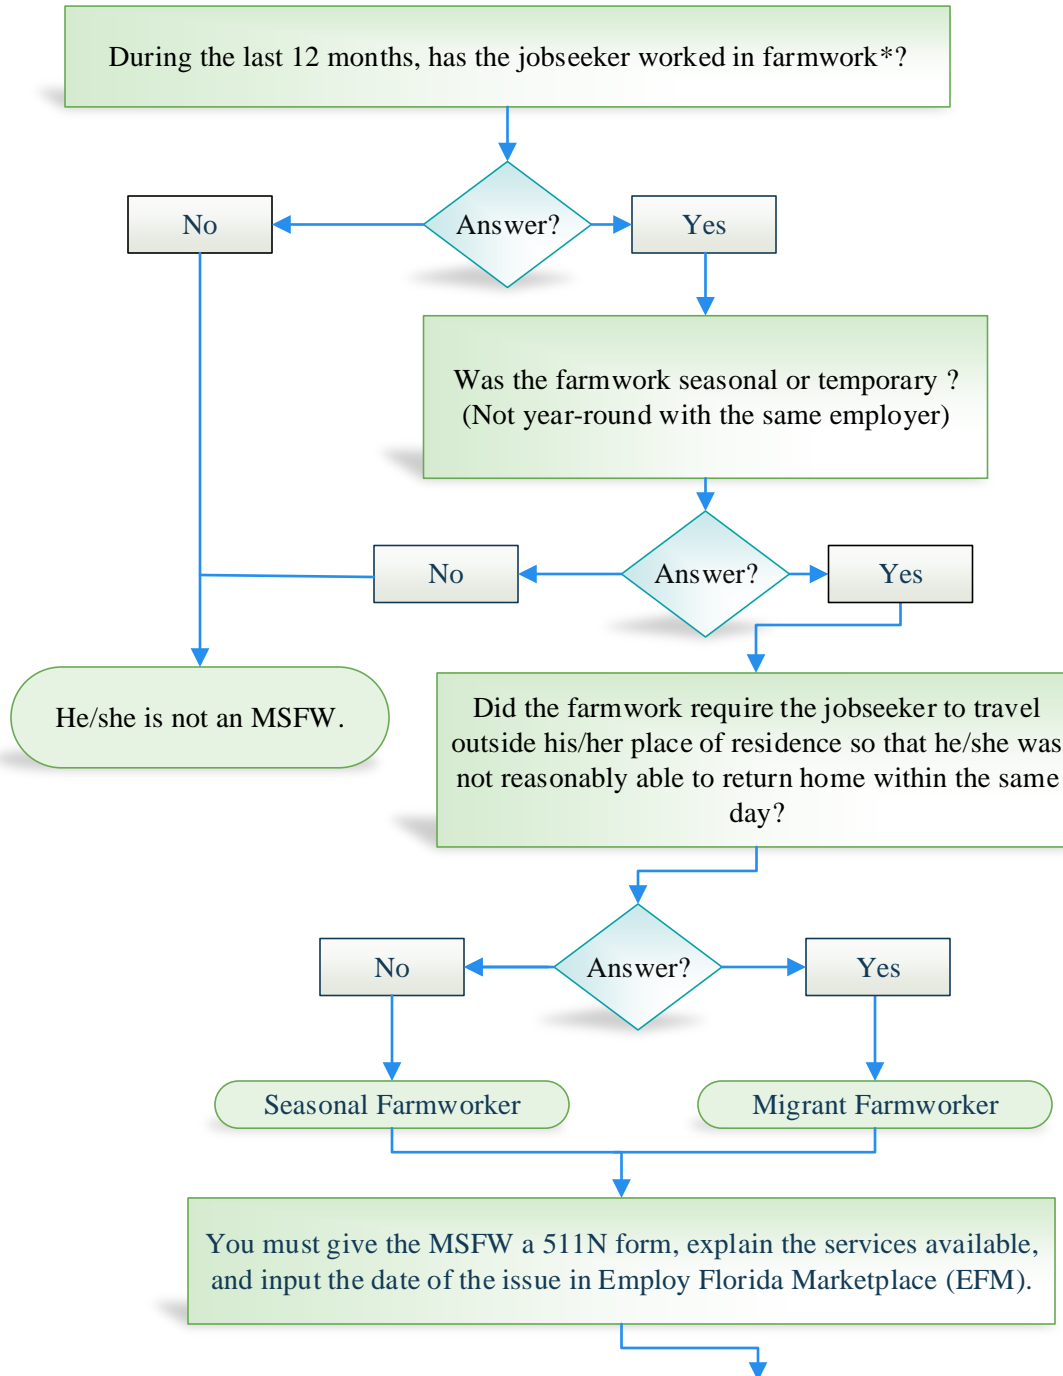 During the last 12 months, has the jobseeker worked in farmwork*?
No
Answer?
Yes
Was the farmwork seasonal or temporary ?
(Not year-round with the same employer)
No
Answer?
Yes
He/she is not an MSFW.
Did the farmwork require the jobseeker to travel
outside his/her place of residence so that he/she was
not reasonably able to return home within the same
day?
No
Answer?
Yes
Seasonal Farmworker
Migrant Farmworker
You must give the MSFW a 511N form, explain the services available,
and input the date of the issue in Employ Florida Marketplace (EFM).